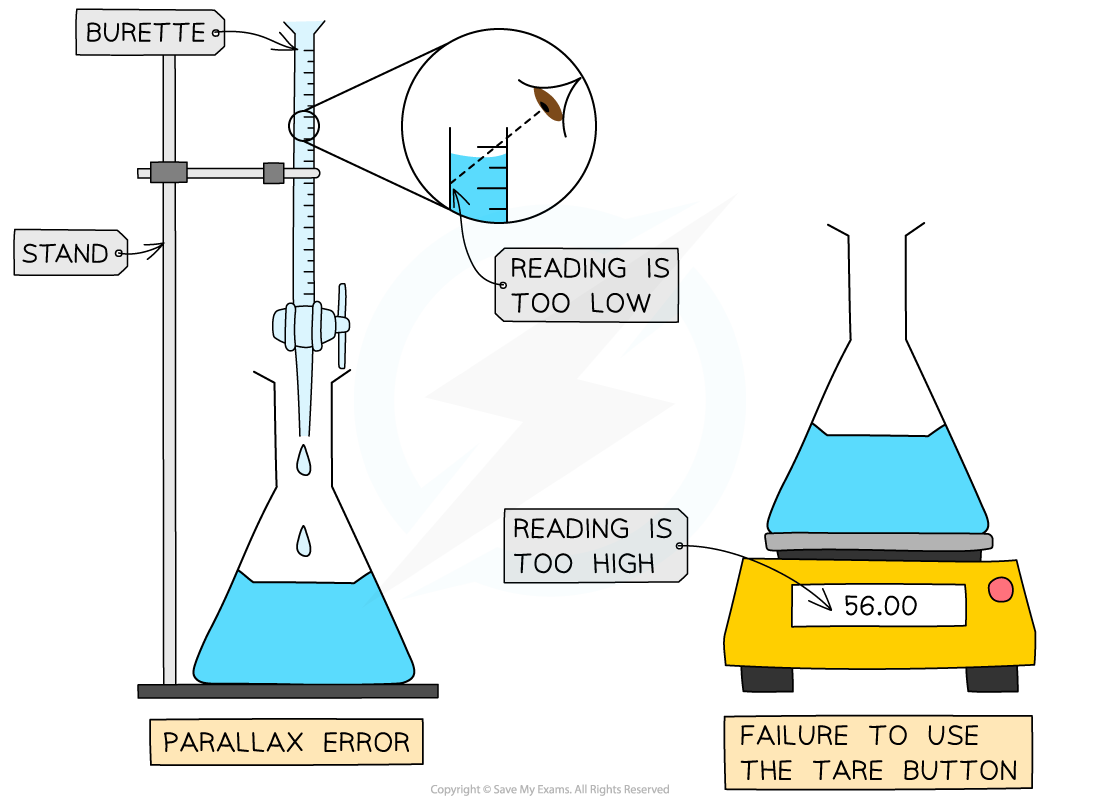 BURETTE
STAND
READING IS
TOO LOW
READING IS
TOO HIGH
56.00
PARALLAX ERROR
FAILURE TO USE
THE TARE BUTTON
Copyright © Save My Exams. All Rights Reserved